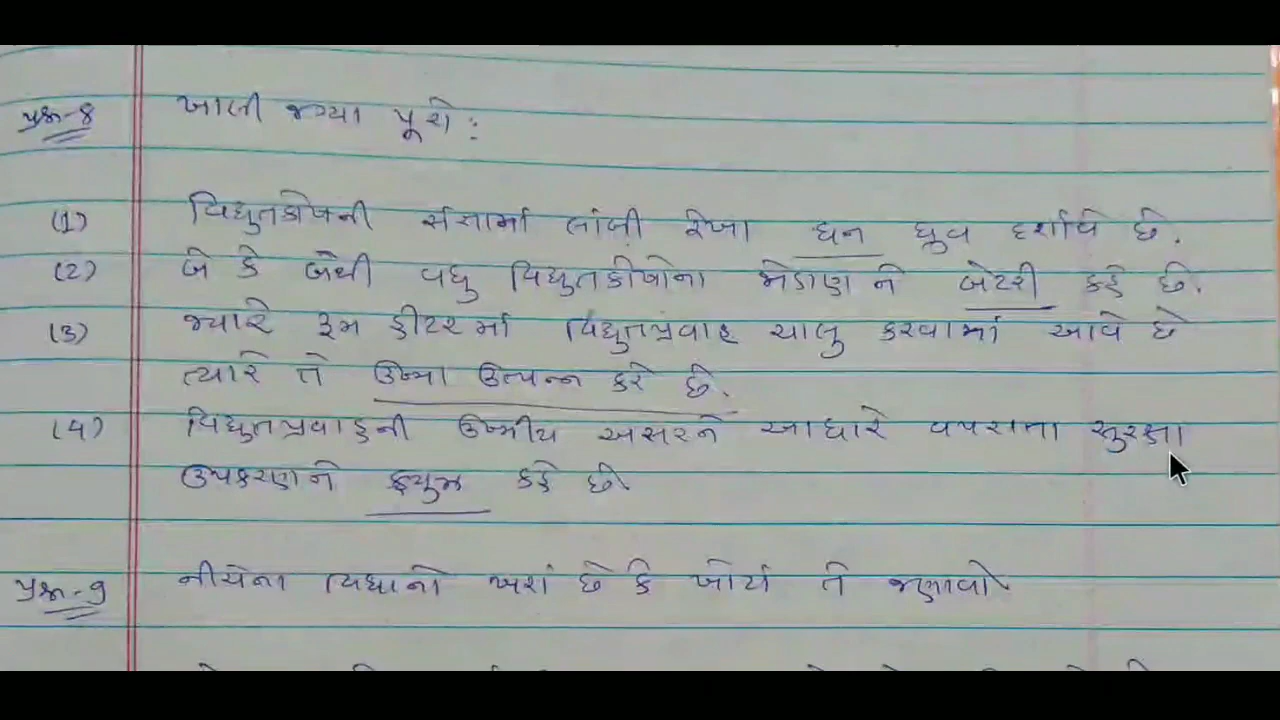 પ્રશ્ન-8 ખાલી જગ્યા પૂરો :
(1) વિદ્યુતકોષની સંજ્ઞામાં લાંબી રેખા ધન ધ્રુવ દર્શાવે છે.
(2) બે કે બેથી વધુ વિદ્યુતકોષોના જોડાણ ને બેટરી કહે છે.
(3) જ્યારે રૂમ હીટરમાં વિદ્યુતપ્રવાહ ચાલુ કરવામાં આવે છે
ત્યારે તે ઉષ્મા ઉત્પન્ન કરે છે.
(4) વિદ્યુતપ્રવાહની ઉષ્મીય અસરને આધારે વપરાતા સુરક્ષા
ઉપકરણને ફ્યુઝ કહે છે.
પ્રશ્ન-9 નીચેના વિધાનો ખરાં છે કે ખોટાં તે જણાવો